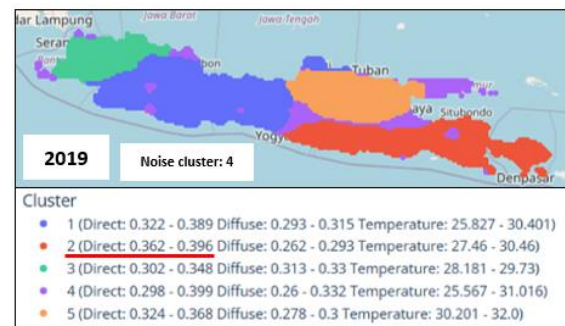 Jawa Barat
Jawa Tengah
dar Lampung
Seran
bon
Tuban
mur
aya
Situbondo
Yogy
Denpasar
2019
Noise cluster: 4
Cluster
1 (Direct: 0.322 - 0.389 Diffuse: 0.293 - 0.315 Temperature: 25.827 - 30.401)
2 (Direct: 0.362 - 0.396 Diffuse: 0.262 - 0.293 Temperature: 27.46 - 30.46)
3 (Direct: 0.302 - 0.348 Diffuse: 0.313 - 0.33 Temperature: 28.181 - 29.73)
4 (Direct: 0.298 - 0.399 Diffuse: 0.26 - 0.332 Temperature: 25.567 - 31.016)
5 (Direct: 0.324 - 0.368 Diffuse: 0.278 - 0.3 Temperature: 30.201 - 32.0)